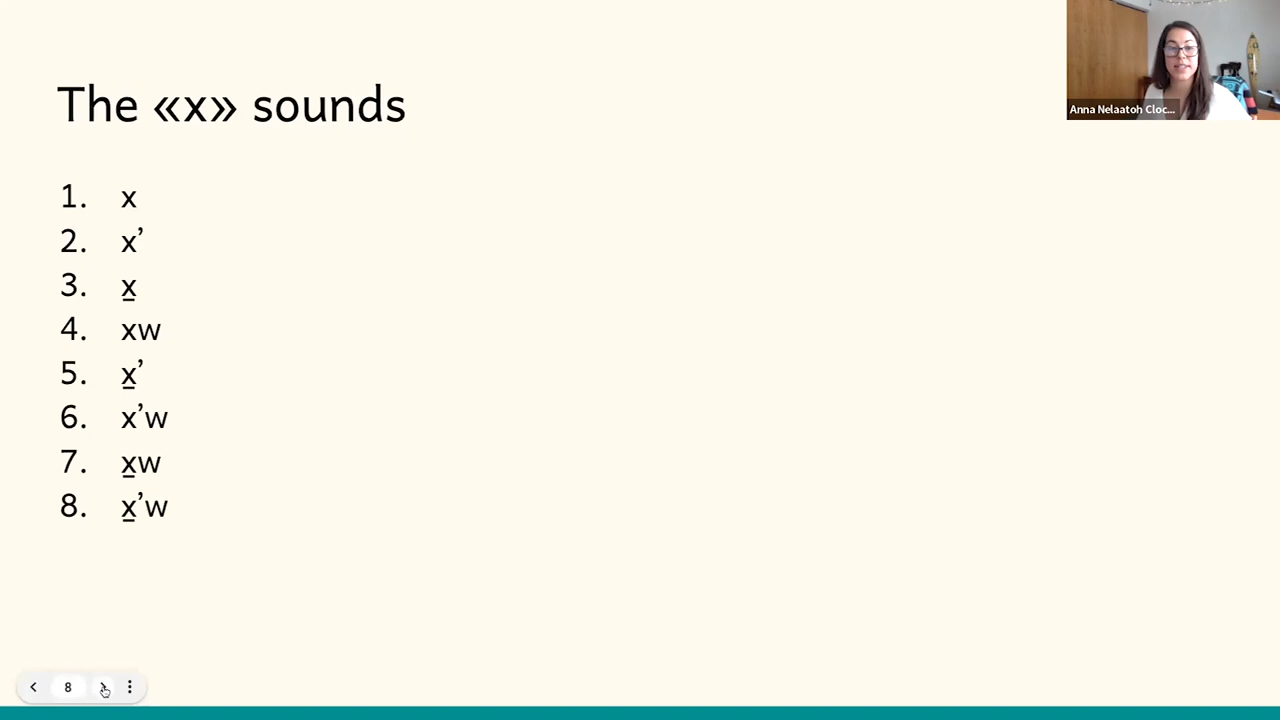 The «x» sounds
1. x
2. x’
3. x̱
4. xw
5. x̱’
6. x’w
7. x̱w
8. x̱’w
Anna Nelaatoh Cloc...
8